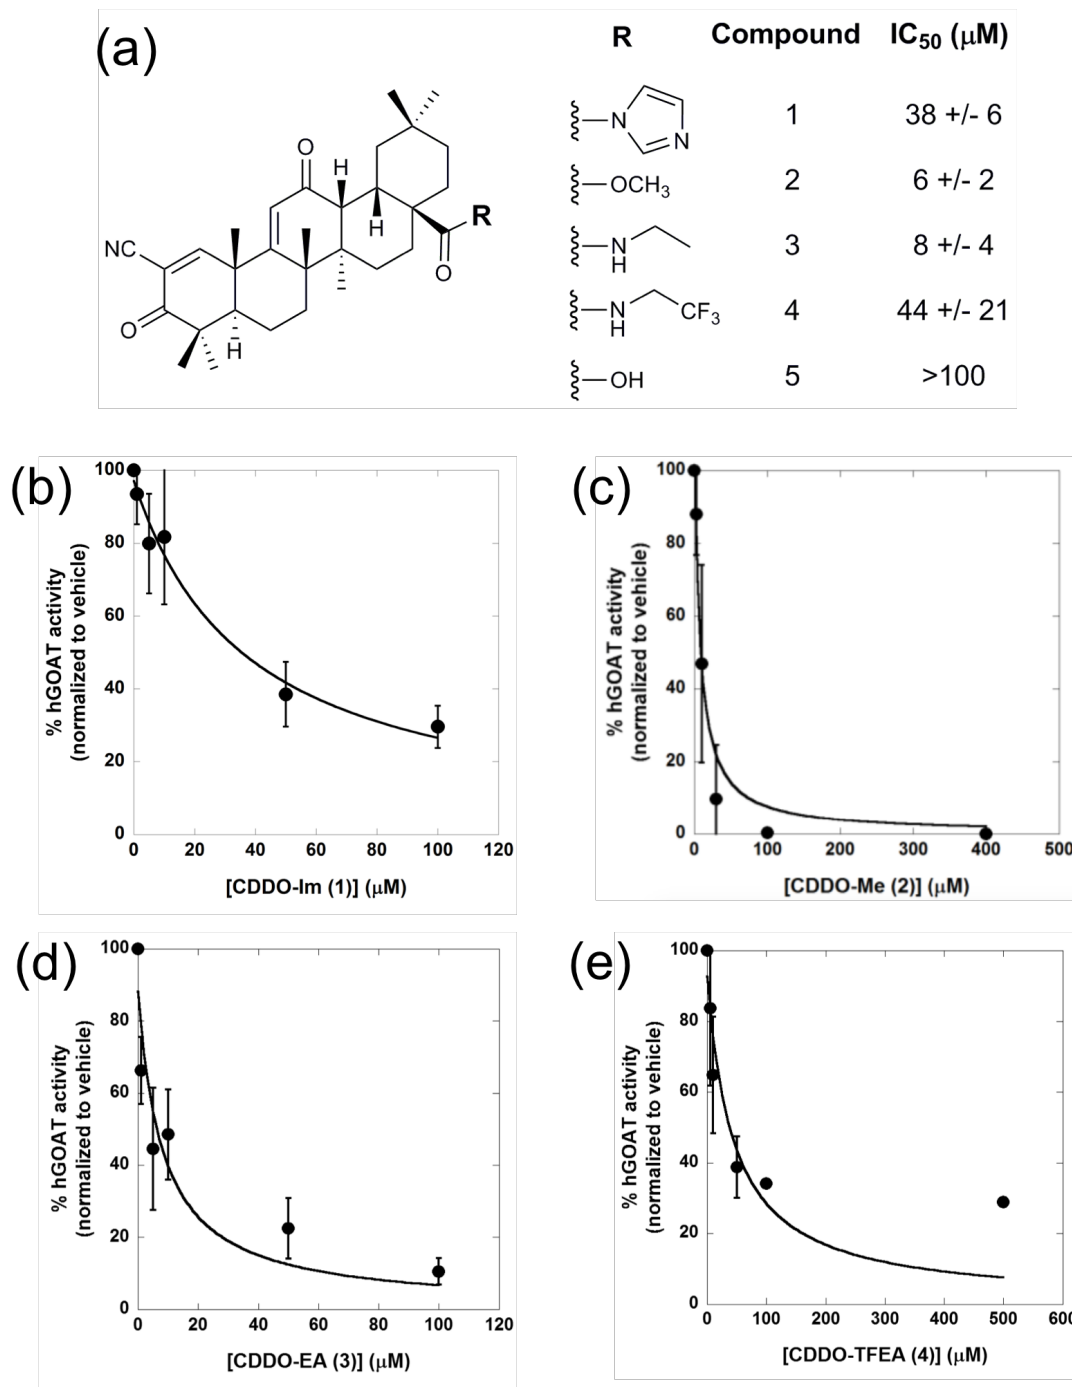 (a)
R Compound IC50 (μM)
N N 1 38 +/- 6
OCH3 2 6 +/- 2
N H 3 8 +/- 4
N H CF3 4 44 +/- 21
OH 5 >100
O
H
H
R
O
NC
O
H
(b)
100
80
60
40
20
0
% hGOAT activity
(normalized to vehicle)
0 20 40 60 80 100 120
[CDDO-Im (1)] (μM)
(c)
100
80
60
40
20
0
% hGOAT activity
(normalized to vehicle)
0 100 200 300 400 500
[CDDO-Me (2)] (μM)
(d)
100
80
60
40
20
0
% hGOAT activity
(normalized to vehicle)
0 20 40 60 80 100 120
[CDDO-EA (3)] (μM)
(e)
100
80
60
40
20
0
% hGOAT activity
(normalized to vehicle)
0 100 200 300 400 500 600
[CDDO-TFEA (4)] (μM)